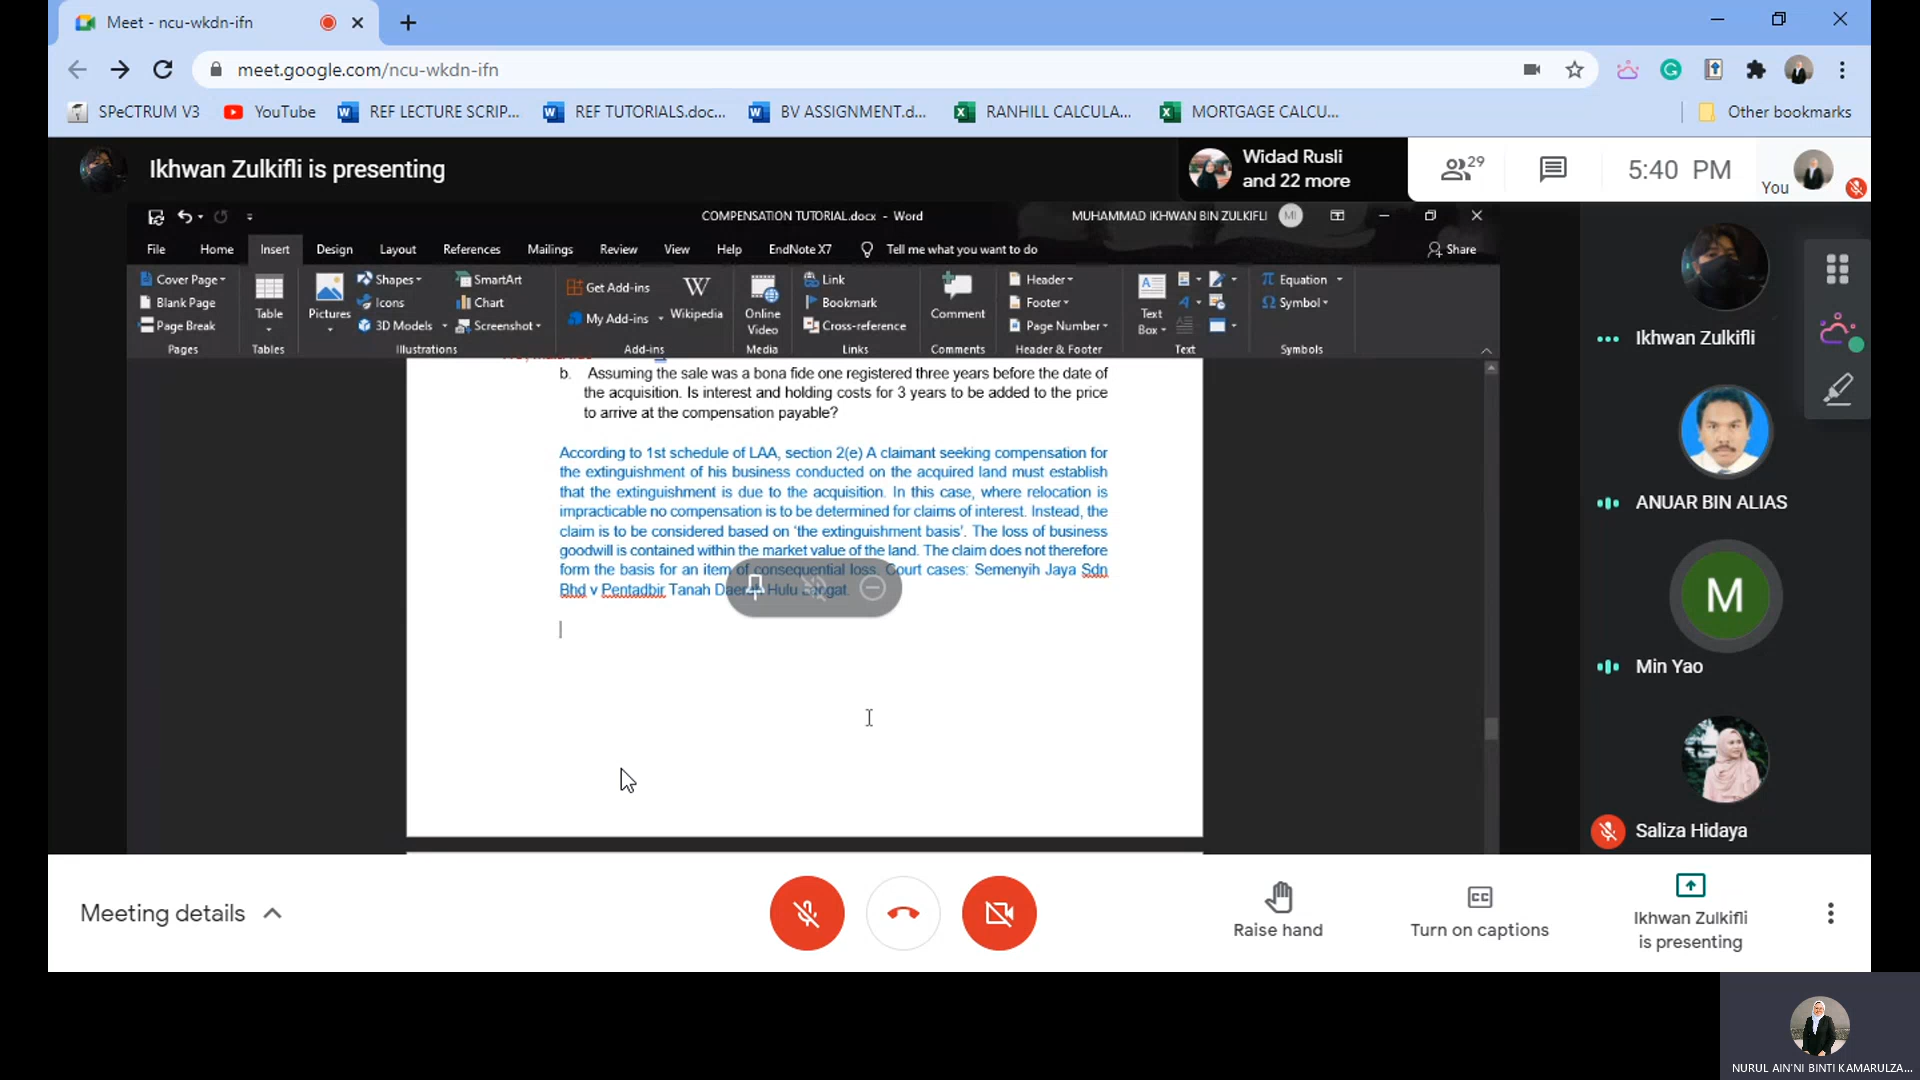 Meet - ncu-wkdn-ifn
meet.google.com/ncu-wkdn-ifn
SPeCTRUM V3
YouTube
REF LECTURE SCRIP...
REF TUTORIALS.doc...
BV ASSIGNMENT.d...
RANHILL CALCULA...
MORTGAGE CALCU...
Other bookmarks
Ikhwan Zulkifli is presenting
Widad Rusli
and 22 more
29
5:40 PM
You
COMPENSATION TUTORIAL.docx - Word
MUHAMMAD IKHWAN BIN ZULKIFLI
MI
File Home Insert Design Layout References Mailings Review View Help EndNote X7 Tell me what you want to do
Share
Cover Page
Blank Page
Page Break
Pages
Table
Tables
Pictures
Shapes
Icons
3D Models
SmartArt
Chart
Screenshot
Illustrations
Get Add-ins
My Add-ins
Wikipedia
Add-ins
Online
Video
Media
Link
Bookmark
Cross-reference
Links
Comment
Comments
Header
Footer
Page Number
Header & Footer
Text
Box
Text
Equation
Symbol
Symbols
b. Assuming the sale was a bona fide one registered three years before the date of
the acquisition. Is interest and holding costs for 3 years to be added to the price
to arrive at the compensation payable?
According to 1st schedule of LAA, section 2(e) A claimant seeking compensation for
the extinguishment of his business conducted on the acquired land must establish
that the extinguishment is due to the acquisition. In this case, where relocation is
impracticable no compensation is to be determined for claims of interest. Instead, the
claim is to be considered based on 'the extinguishment basis'. The loss of business
goodwill is contained within the market value of the land. The claim does not therefore
form the basis for an item of consequential loss. Court cases: Semenyih Jaya Sdn
Bhd v Pentadbir Tanah Daerah Hulu Langat.
Ikhwan Zulkifli
ANUAR BIN ALIAS
M
Min Yao
Saliza Hidaya
Meeting details
Raise hand
CC
Turn on captions
Ikhwan Zulkifli
is presenting
NURUL AIN'NI BINTI KAMARULZA...